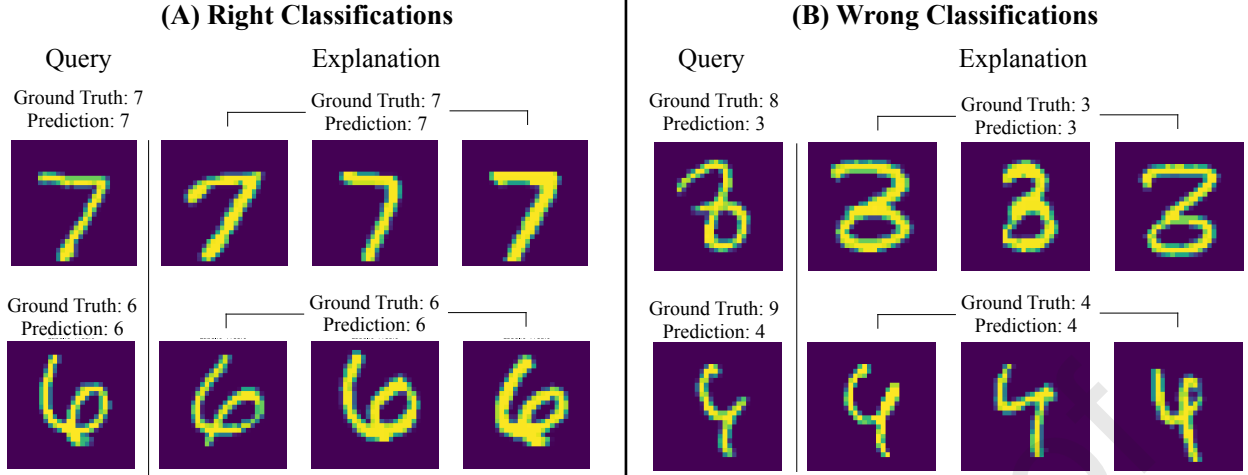 (A) Right Classifications
Query
Explanation
Ground Truth: 7
Prediction: 7
Ground Truth: 7
Prediction: 7
Ground Truth: 6
Prediction: 6
Ground Truth: 6
Prediction: 6
(B) Wrong Classifications
Query
Explanation
Ground Truth: 8
Prediction: 3
Ground Truth: 3
Prediction: 3
Ground Truth: 9
Prediction: 4
Ground Truth: 4
Prediction: 4